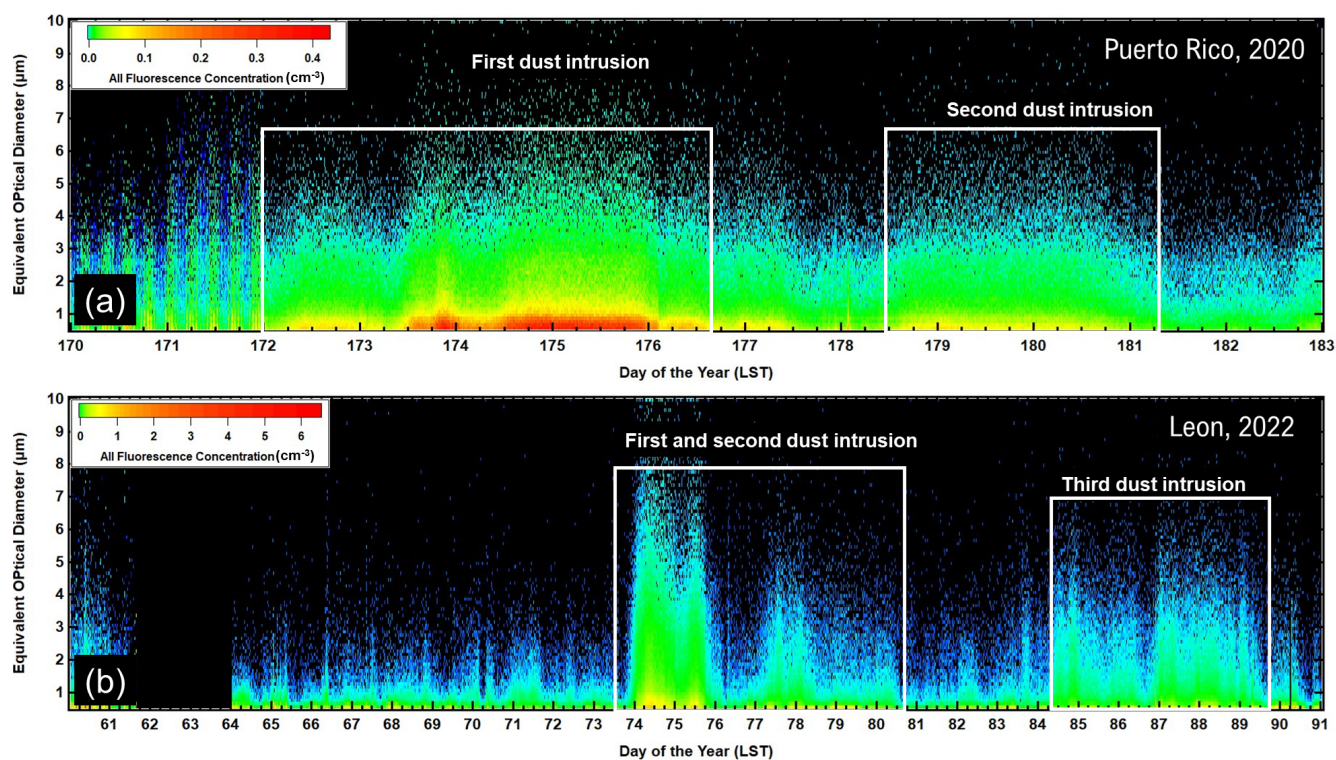 10
9
8
7
6
5
4
3
2
1
Equivalent OPtical Diameter (µm)
0.0 0.1 0.2 0.3 0.4
All Fluorescence Concentration (cm-3)
First dust intrusion
Puerto Rico, 2020
Second dust intrusion
(a)
170 171 172 173 174 175 176 177 178 179 180 181 182 183
Day of the Year (LST)
10
9
8
7
6
5
4
3
2
1
Equivalent OPtical Diameter (µm)
0 1 2 3 4 5 6
All Fluorescence Concentration (cm-3)
First and second dust intrusion
Leon, 2022
Third dust intrusion
(b)
61 62 64 65 66 67 68 69 70 71 72 73 74 75 76 77 78 79 80 81 82 83 84 85 86 87 88 89 90 91
Day of the Year (LST)